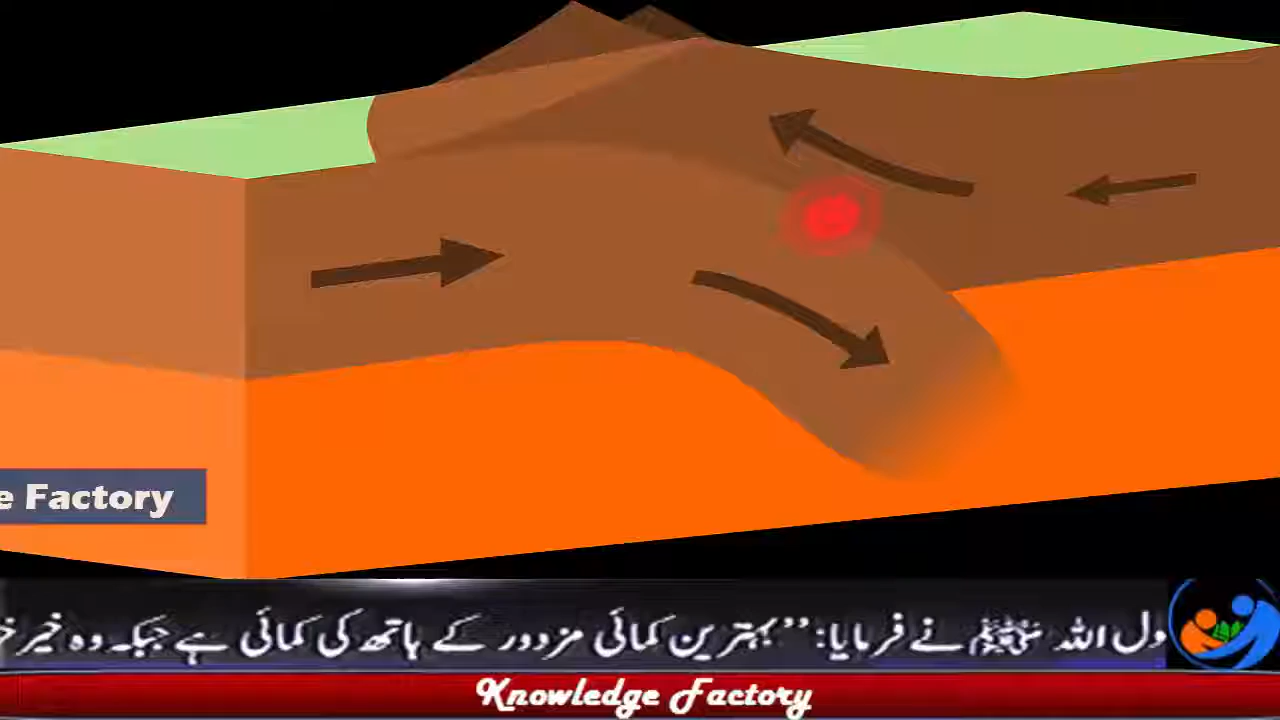 e Factory
ول اللہ ﷺ نے فرمایا: ’’بہترین کمائی مزدور کے ہاتھ کی کمائی ہے جبکہ وہ خیر خ
Knowledge Factory